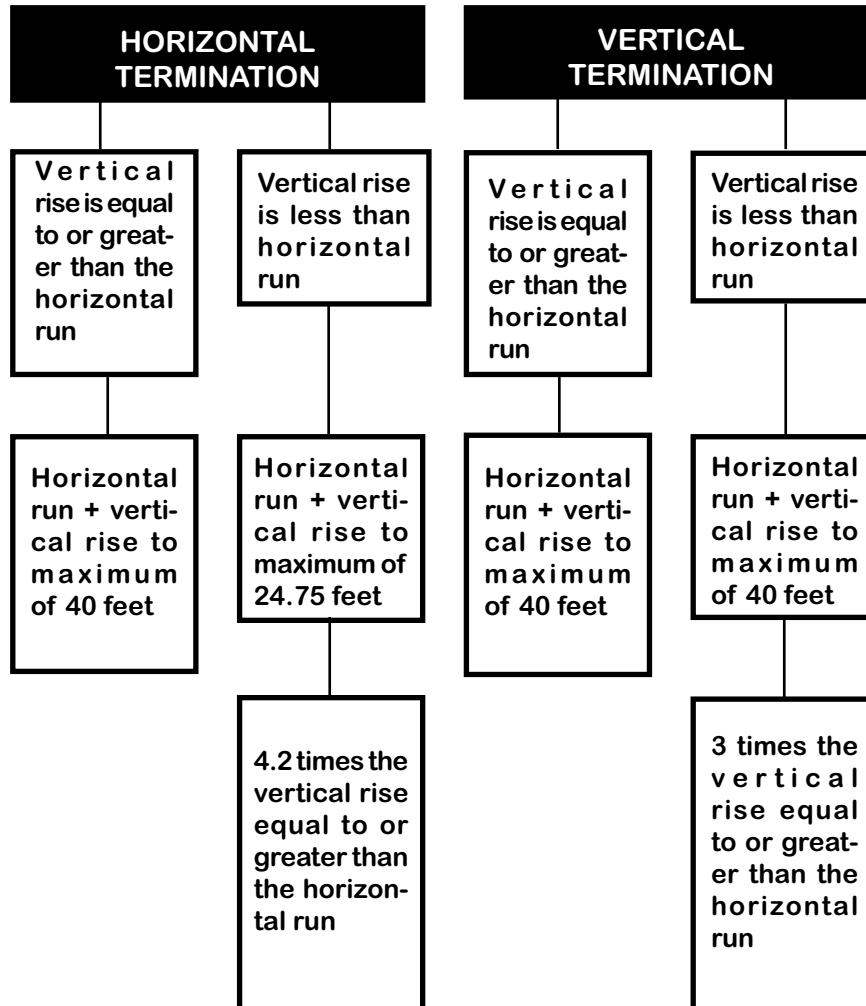 HORIZONTAL
TERMINATION
Vertical
rise is equal
to or great-
er than the
horizontal
run
Horizontal
run + verti-
cal rise to
maximum
of 40 feet
Vertical rise
is less than
horizontal
run
Horizontal
run + verti-
cal rise to
maximum of
24.75 feet
4.2 times the
vertical rise
equal to or
greater than
the horizon-
tal run
VERTICAL
TERMINATION
Vertical
rise is equal
to or great-
er than the
horizontal
run
Horizontal
run + verti-
cal rise to
maximum
of 40 feet
Vertical rise
is less than
horizontal
run
Horizontal
run + verti-
cal rise to
maximum
of 40 feet
3 times the
vertical
rise equal
to or great-
er than the
horizontal
run